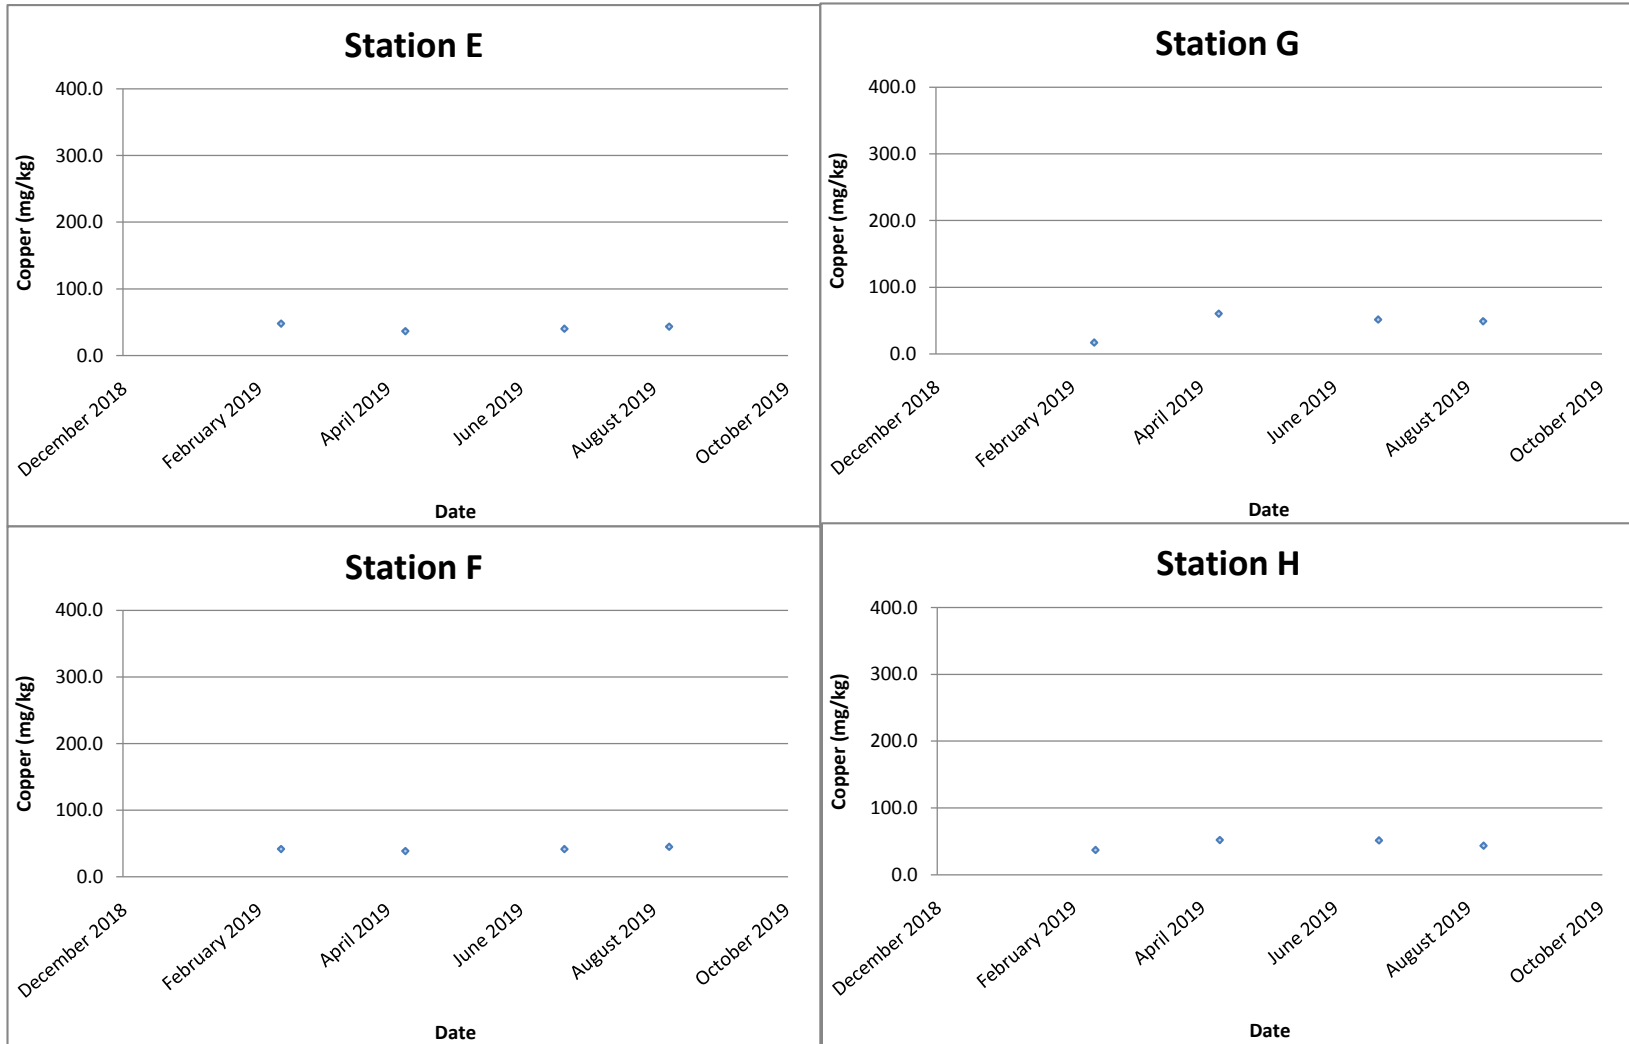 Station E
400.0
300.0
200.0
100.0
0.0
Copper (mg/kg)
December 2018
February 2019
April 2019
June 2019
August 2019
October 2019
Date
Station G
400.0
300.0
200.0
100.0
0.0
Copper (mg/kg)
December 2018
February 2019
April 2019
June 2019
August 2019
October 2019
Date
Station F
400.0
300.0
200.0
100.0
0.0
Copper (mg/kg)
December 2018
February 2019
April 2019
June 2019
August 2019
October 2019
Date
Station H
400.0
300.0
200.0
100.0
0.0
Copper (mg/kg)
December 2018
February 2019
April 2019
June 2019
August 2019
October 2019
Date